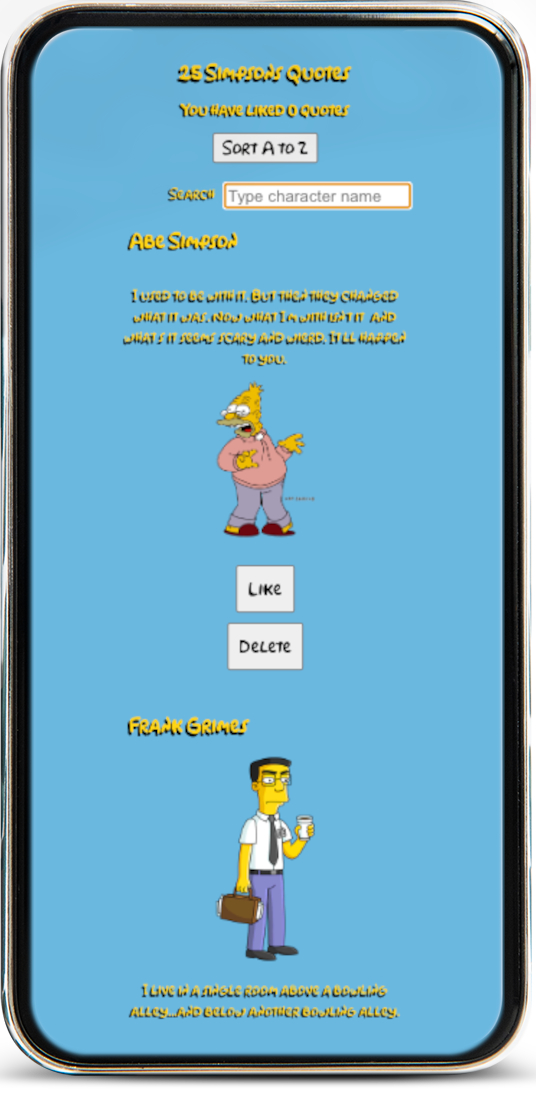 25 Simpsons Quotes
You have liked 0 quotes
Sort A to Z
Search Type character name
Abe Simpson
I used to be with it. But then they changed
what it was. Now what I'm with isn't it, and
what's it seems scary and wierd. It'll happen
to you.
Like
Delete
Frank Grimes
I live in a single room above a bowling
alley...and below another bowling alley.